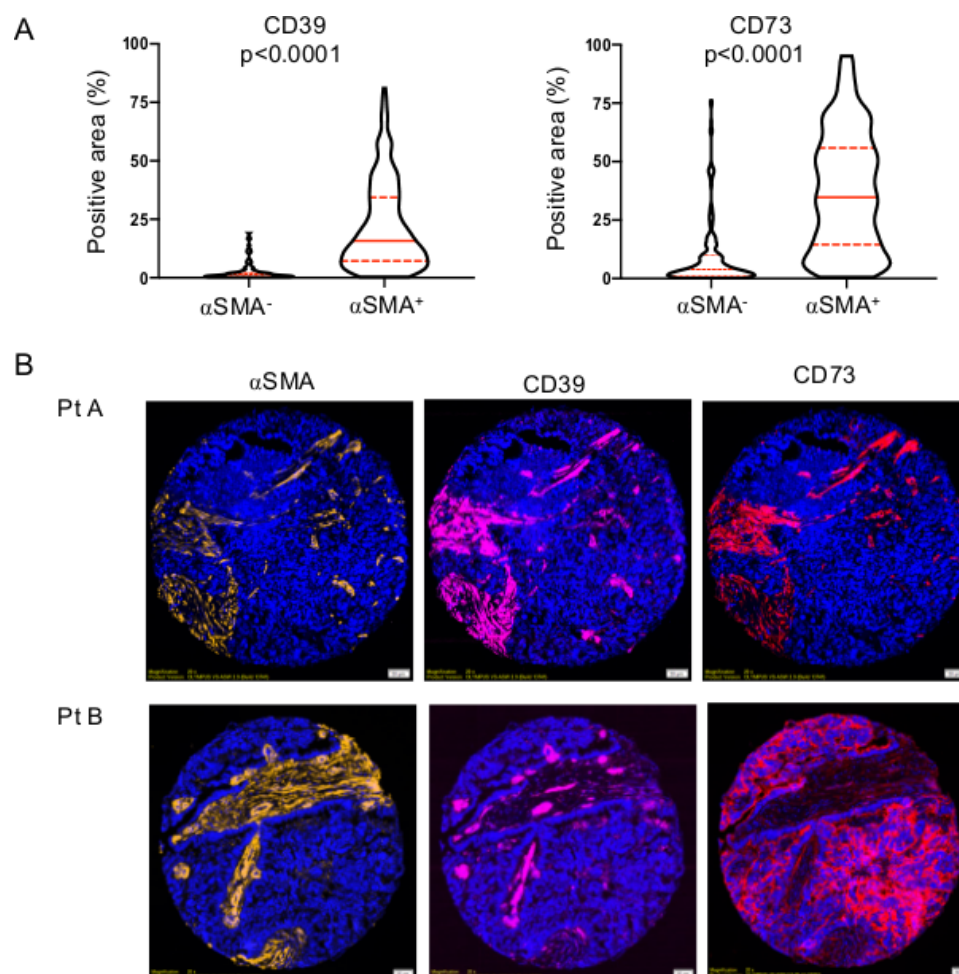 A
CD39
p<0.0001
Positive area (%)
100
75
50
25
0
αSMA-
αSMA+
CD73
p<0.0001
Positive area (%)
100
75
50
25
0
αSMA-
αSMA+
B
αSMA
CD39
CD73
Pt A
Pt B